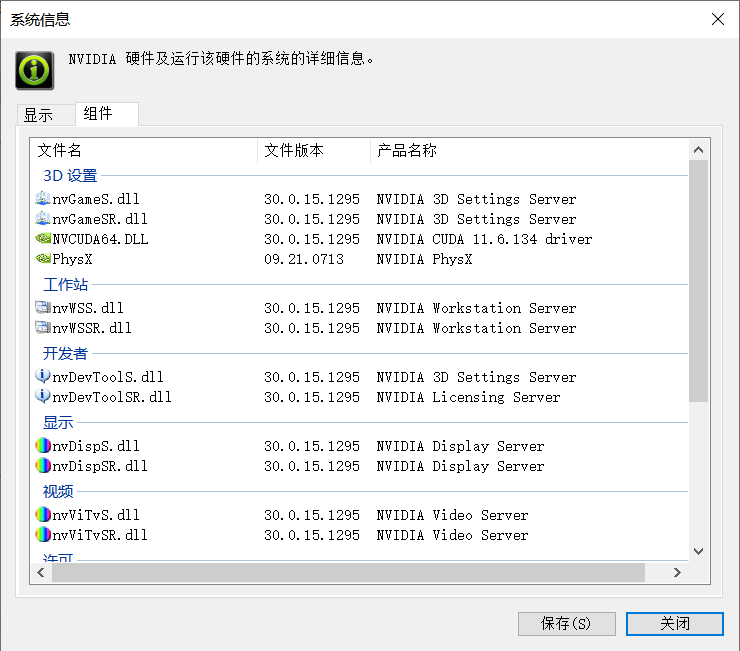 系统信息
NVIDIA 硬件及运行该硬件的系统的详细信息。
显示 组件
文件名 文件版本 产品名称
3D 设置
nvGameS.dll 30.0.15.1295 NVIDIA 3D Settings Server
nvGameSR.dll 30.0.15.1295 NVIDIA 3D Settings Server
NVCUDA64.DLL 30.0.15.1295 NVIDIA CUDA 11.6.134 driver
PhysX 09.21.0713 NVIDIA PhysX
工作站
nvWSS.dll 30.0.15.1295 NVIDIA Workstation Server
nvWSSR.dll 30.0.15.1295 NVIDIA Workstation Server
开发者
nvDevToolS.dll 30.0.15.1295 NVIDIA 3D Settings Server
nvDevToolSR.dll 30.0.15.1295 NVIDIA Licensing Server
显示
nvDispS.dll 30.0.15.1295 NVIDIA Display Server
nvDispSR.dll 30.0.15.1295 NVIDIA Display Server
视频
nvViTvS.dll 30.0.15.1295 NVIDIA Video Server
nvViTvSR.dll 30.0.15.1295 NVIDIA Video Server
许可
保存(S) 关闭